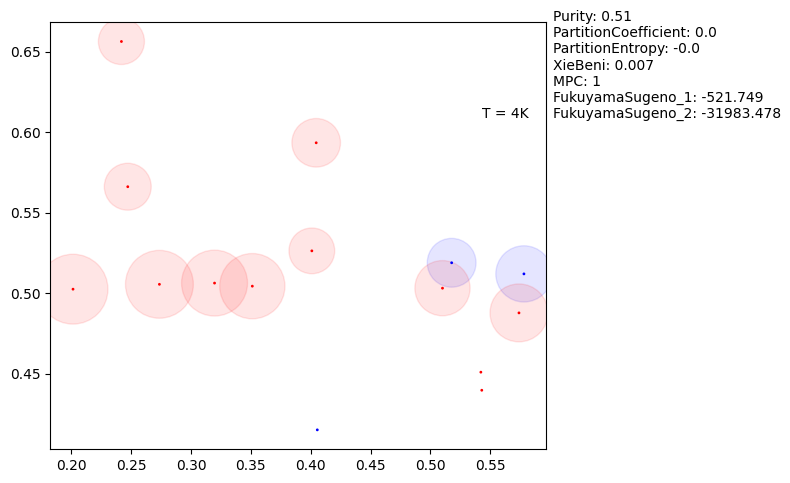 Purity: 0.51
PartitionCoefficient: 0.0
PartitionEntropy: -0.0
XieBeni: 0.007
MPC: 1
FukuyamaSugeno_1: -521.749
FukuyamaSugeno_2: -31983.478
T = 4K
0.65
0.60
0.55
0.50
0.45
0.20 0.25 0.30 0.35 0.40 0.45 0.50 0.55